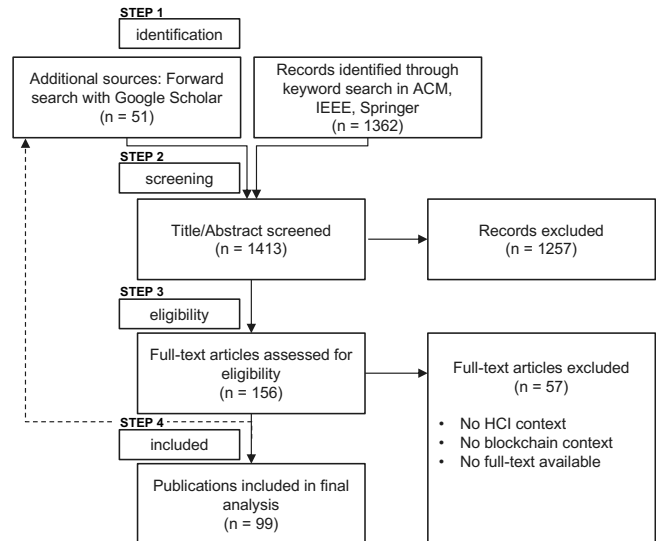 STEP 1
identification
Additional sources: Forward
search with Google Scholar
(n = 51)
Records identified through
keyword search in ACM,
IEEE, Springer
(n = 1362)
STEP 2
screening
Title/Abstract screened
(n = 1413)
Records excluded
(n = 1257)
STEP 3
eligibility
Full-text articles assessed for
eligibility
(n = 156)
Full-text articles excluded
(n = 57)
• No HCI context
• No blockchain context
• No full-text available
STEP 4
included
Publications included in final
analysis
(n = 99)